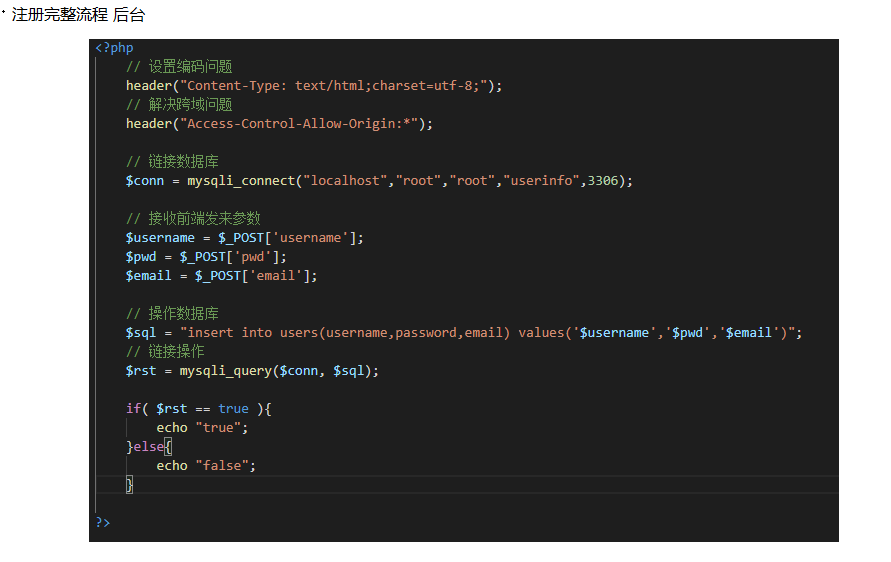 · 注册完整流程 后台
<?php
// 设置编码问题
header("Content-Type: text/html;charset=utf-8;");
// 解决跨域问题
header("Access-Control-Allow-Origin:*");
// 链接数据库
$conn = mysqli_connect("localhost","root","root","userinfo",3306);
// 接收前端发来参数
$username = $_POST['username'];
$pwd = $_POST['pwd'];
$email = $_POST['email'];
// 操作数据库
$sql = "insert into users(username,password,email) values('$username','$pwd','$email')";
// 链接操作
$rst = mysqli_query($conn, $sql);
if( $rst == true ){
echo "true";
}else{
echo "false";
}
?>